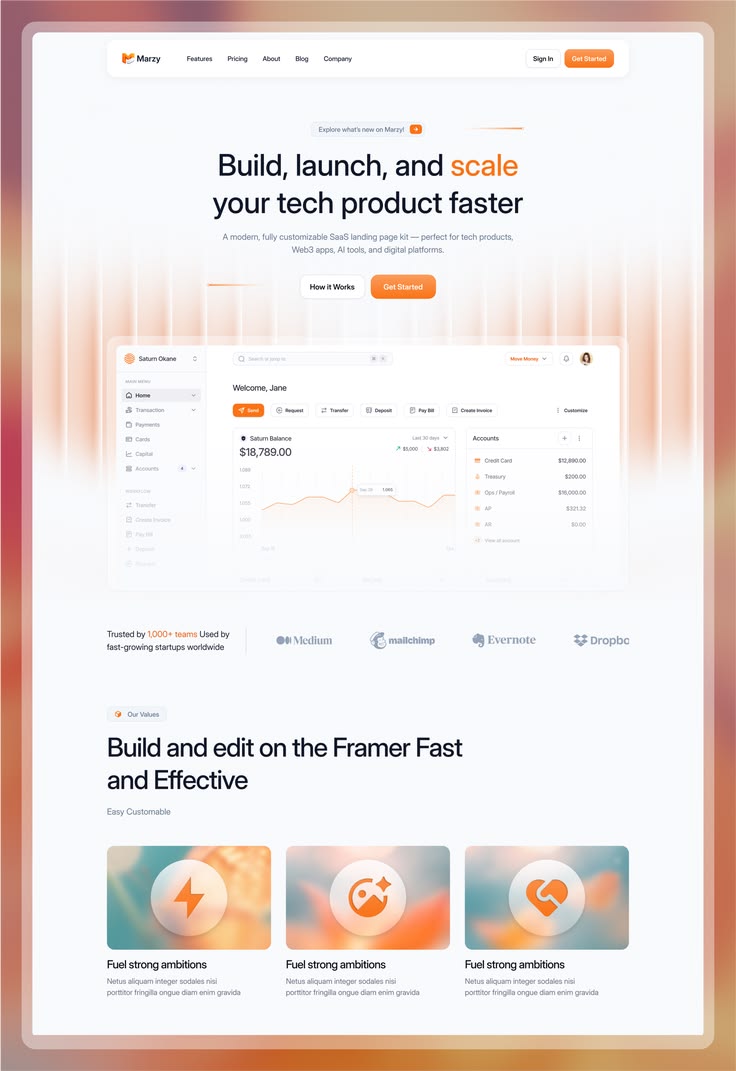 Marzy
Features Pricing About Blog Company
Sign In Get Started
Explore what's new on Marzy!
Build, launch, and scale
your tech product faster
A modern, fully customizable SaaS landing page kit — perfect for tech products,
Web3 apps, AI tools, and digital platforms.
How it Works Get Started
Saturn Okane
Search or jump to
⌘ K
Move Money
MAIN MENU
Home
Transaction
Payments
Cards
Capital
Accounts 4
WORKFLOW
Transfer
Create Invoice
Pay Bill
Deposit
Request
Welcome, Jane
Send Request Transfer Deposit Pay Bill Create Invoice Customize
Saturn Balance
Last 30 days
$18,789.00
$5,000 $3,802
Accounts
Credit Card $12,890.00
Treasury $200.00
Ops / Payroll $16,000.00
AP $321.32
AR $0.00
View all account
Trusted by 1,000+ teams Used by
fast-growing startups worldwide
Medium
mailchimp
Evernote
Dropbo
Our Values
Build and edit on the Framer Fast
and Effective
Easy Customable
Fuel strong ambitions
Netus aliquam integer sodales nisi
porttitor fringilla ongue diam enim gravida
Fuel strong ambitions
Netus aliquam integer sodales nisi
porttitor fringilla ongue diam enim gravida
Fuel strong ambitions
Netus aliquam integer sodales nisi
porttitor fringilla ongue diam enim gravida